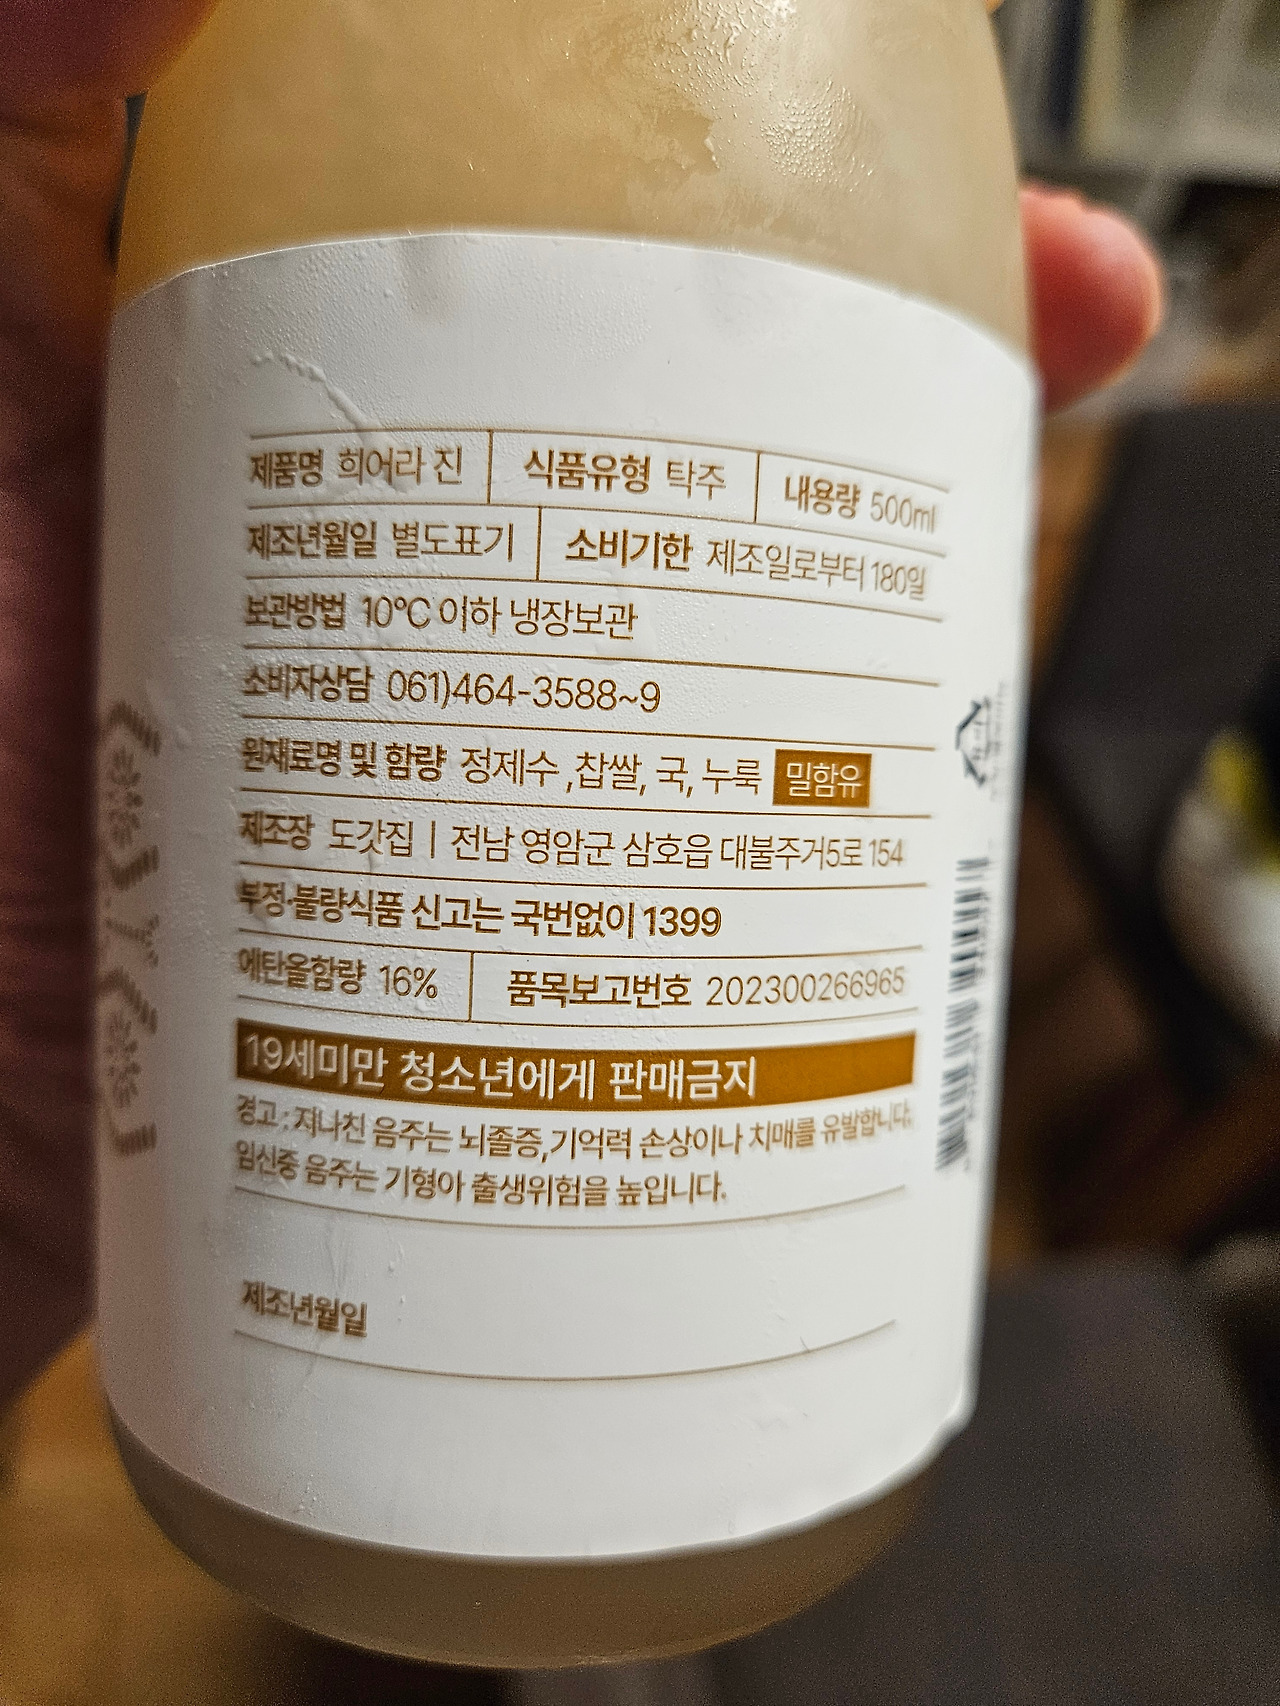 제품명 희어라 진 식품유형 탁주 내용량 500ml
제조년월일 별도표기 소비기한 제조일로부터 180일
보관방법 10℃ 이하 냉장보관
소비자상담 061)464-3588~9
원재료명 및 함량 정제수 ,찹쌀, 국, 누룩 밀함유
제조장 도갓집 | 전남 영암군 삼호읍 대불주거5로 154
부정·불량식품 신고는 국번없이 1399
에탄올함량 16% 품목보고번호 202300266965
19세미만 청소년에게 판매금지
경고 : 지나친 음주는 뇌졸증,기억력 손상이나 치매를 유발합니다.
임신중 음주는 기형아 출생위험을 높입니다.
제조년월일